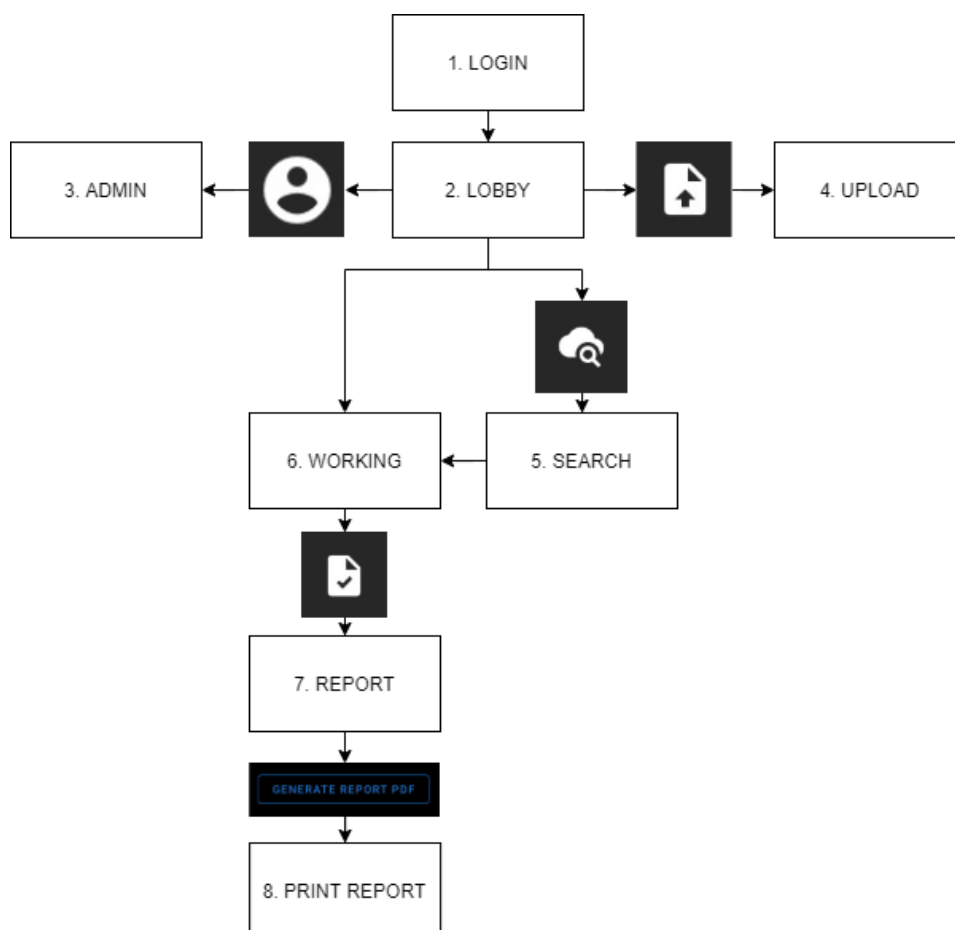 1. LOGIN
3. ADMIN
2. LOBBY
4. UPLOAD
6. WORKING
5. SEARCH
7. REPORT
GENERATE REPORT PDF
8. PRINT REPORT